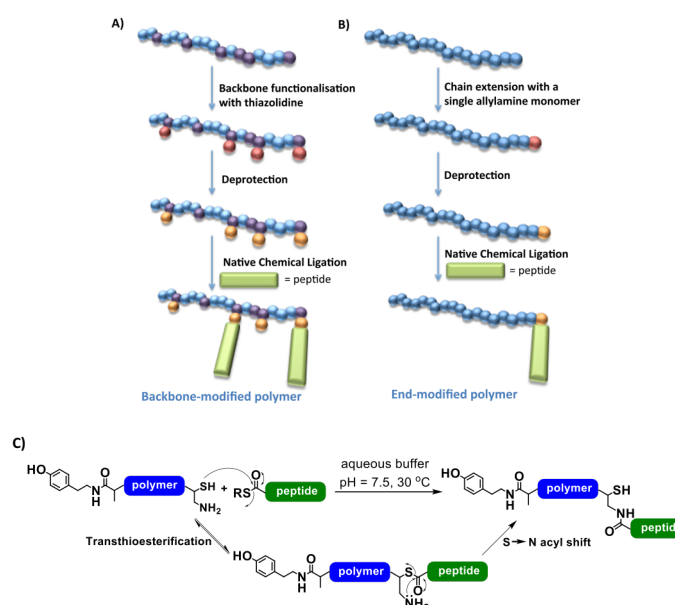 A)
B)
Backbone functionalisation
with thiazolidine
Chain extension with a
single allylamine monomer
Deprotection
Deprotection
Native Chemical Ligation
= peptide
Native Chemical Ligation
= peptide
Backbone-modified polymer
End-modified polymer
C)
HO
N
H
O
polymer
SH
NH2
+
RS
O
peptide
aqueous buffer
pH = 7.5, 30 °C
HO
N
H
O
polymer
SH
NH
O
peptid
Transthioesterification
S→N acyl shift
HO
N
H
O
polymer
S
O
peptide